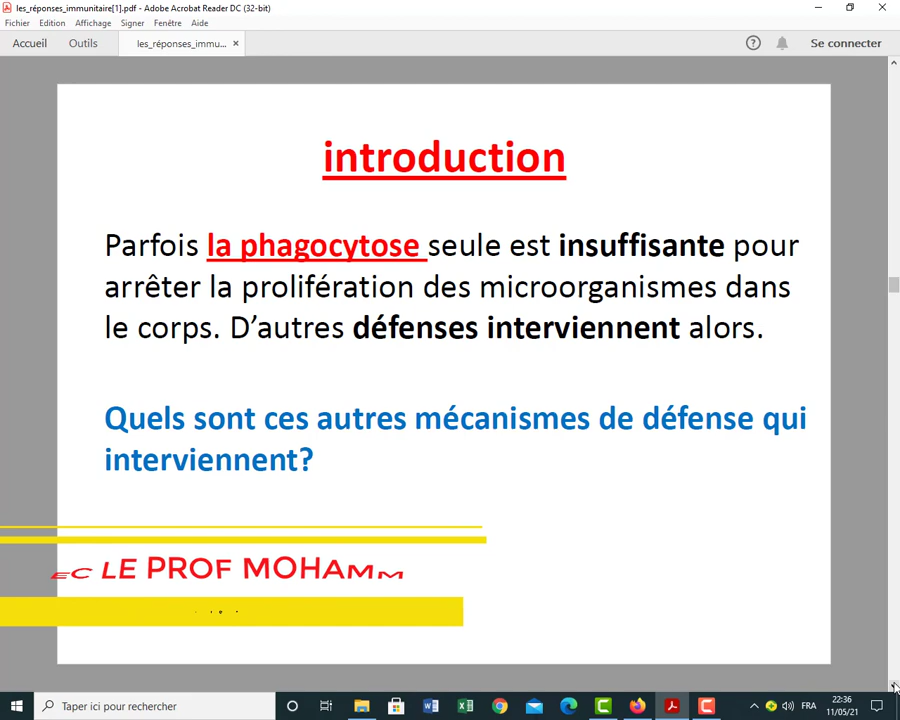 les_réponses_immunitaire[1].pdf - Adobe Acrobat Reader DC (32-bit)
Fichier Edition Affichage Signer Fenêtre Aide
Accueil Outils les_réponses_immu... × Se connecter
introduction
Parfois la phagocytose seule est insuffisante pour
arrêter la prolifération des microorganismes dans
le corps. D’autres défenses interviennent alors.
Quels sont ces autres mécanismes de défense qui
interviennent?
EC LE PROF MOHAMM
Taper ici pour rechercher
FRA
22:36
11/05/21